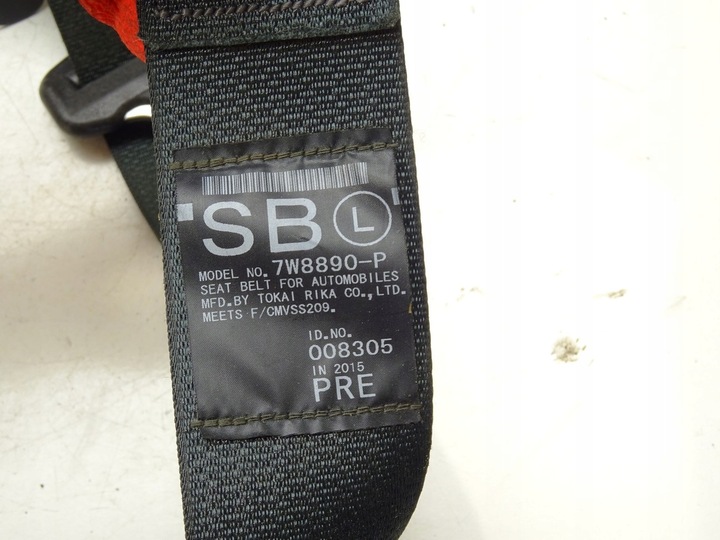 SB L
MODEL NO. 7W8890-P
SEAT BELT FOR AUTOMOBILES
MFD.BY TOKAI RIKA CO.,LTD.
MEETS F/CMVSS209.
ID.NO.
008305
IN 2015
PRE